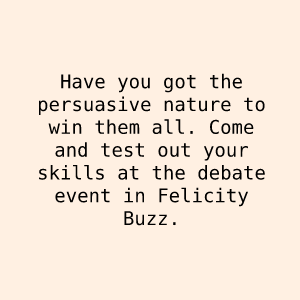 Have you got the
persuasive nature to
win them all. Come
and test out your
skills at the debate
event in Felicity
Buzz.